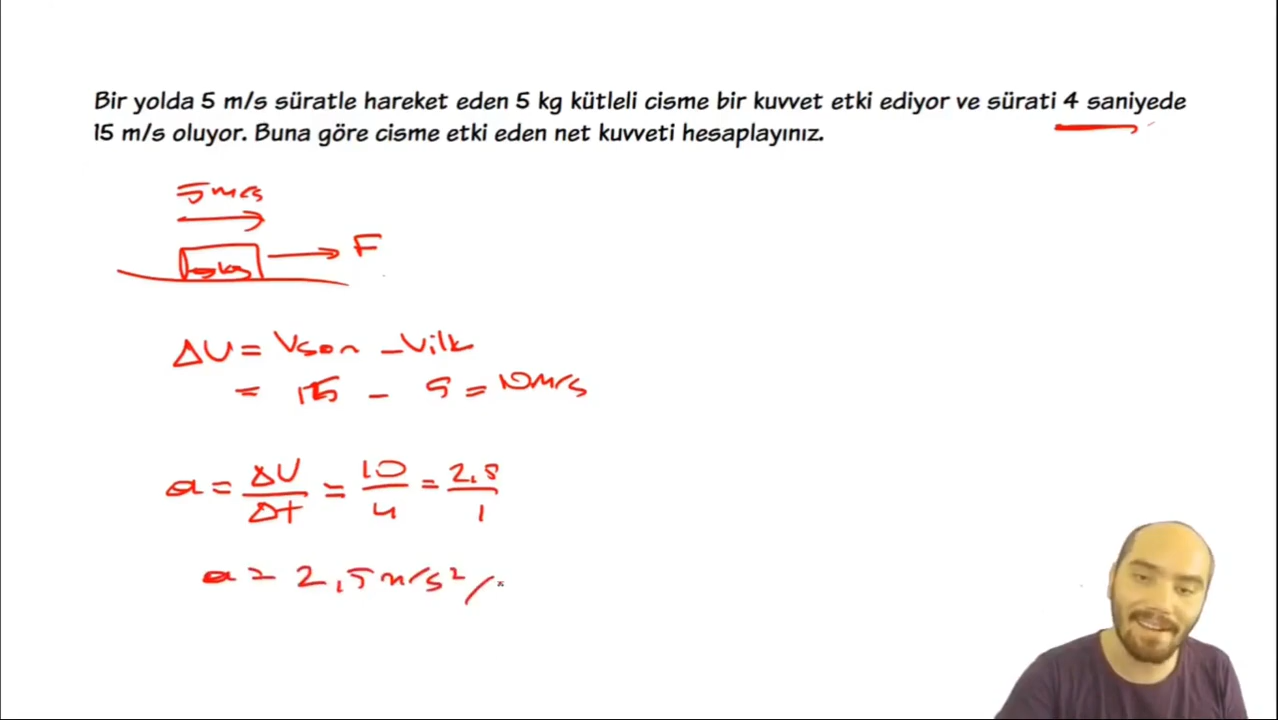 Bir yolda 5 m/s süratle hareket eden 5 kg kütleli cisme bir kuvvet etki ediyor ve sürati 4 saniyede
15 m/s oluyor. Buna göre cisme etki eden net kuvveti hesaplayınız.
5 m/s
F
5 kg
ΔV = Vson - Vilk
= 15 - 5 = 10 m/s
a = ΔV/Δt = 10/4 = 2,5/1
a = 2,5 m/s²